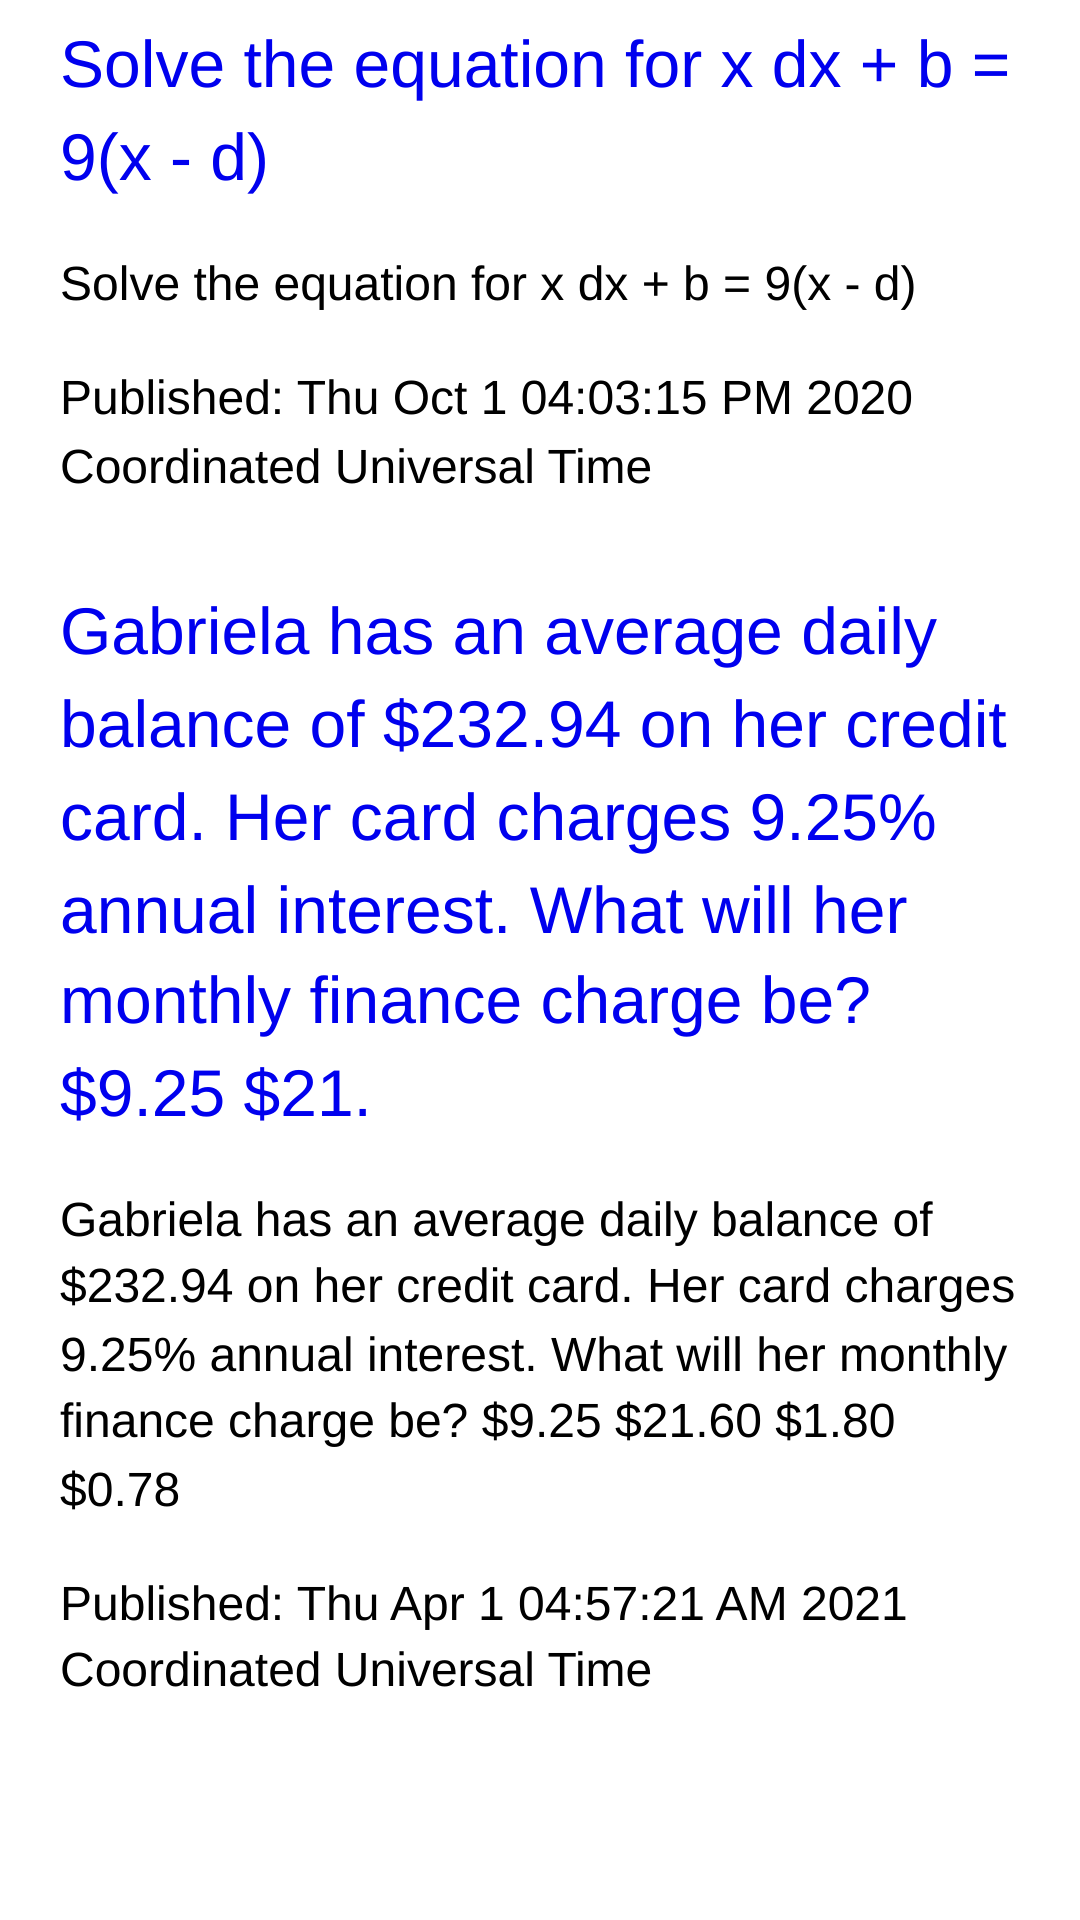 Solve the equation for x dx + b =
9(x - d)
Solve the equation for x dx + b = 9(x - d)
Published: Thu Oct 1 04:03:15 PM 2020
Coordinated Universal Time
Gabriela has an average daily
balance of $232.94 on her credit
card. Her card charges 9.25%
annual interest. What will her
monthly finance charge be?
$9.25 $21.
Gabriela has an average daily balance of
$232.94 on her credit card. Her card charges
9.25% annual interest. What will her monthly
finance charge be? $9.25 $21.60 $1.80
$0.78
Published: Thu Apr 1 04:57:21 AM 2021
Coordinated Universal Time